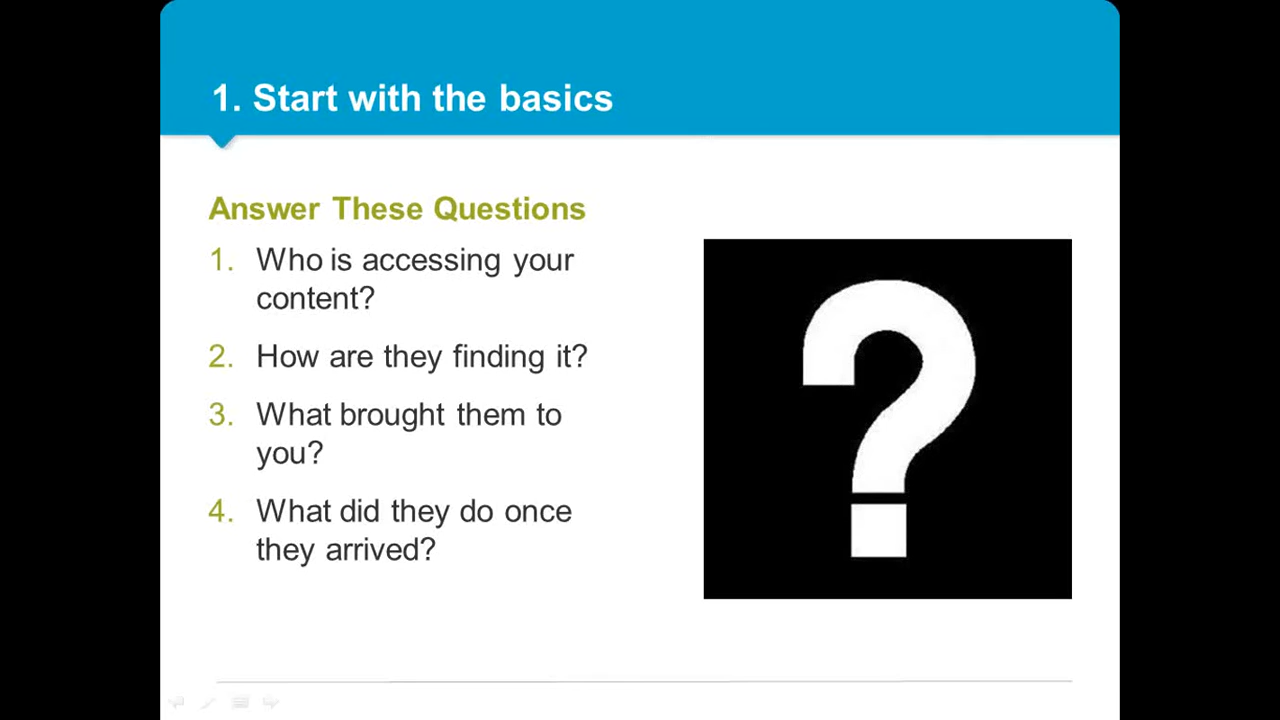 1. Start with the basics
Answer These Questions
1. Who is accessing your
content?
2. How are they finding it?
3. What brought them to
you?
4. What did they do once
they arrived?